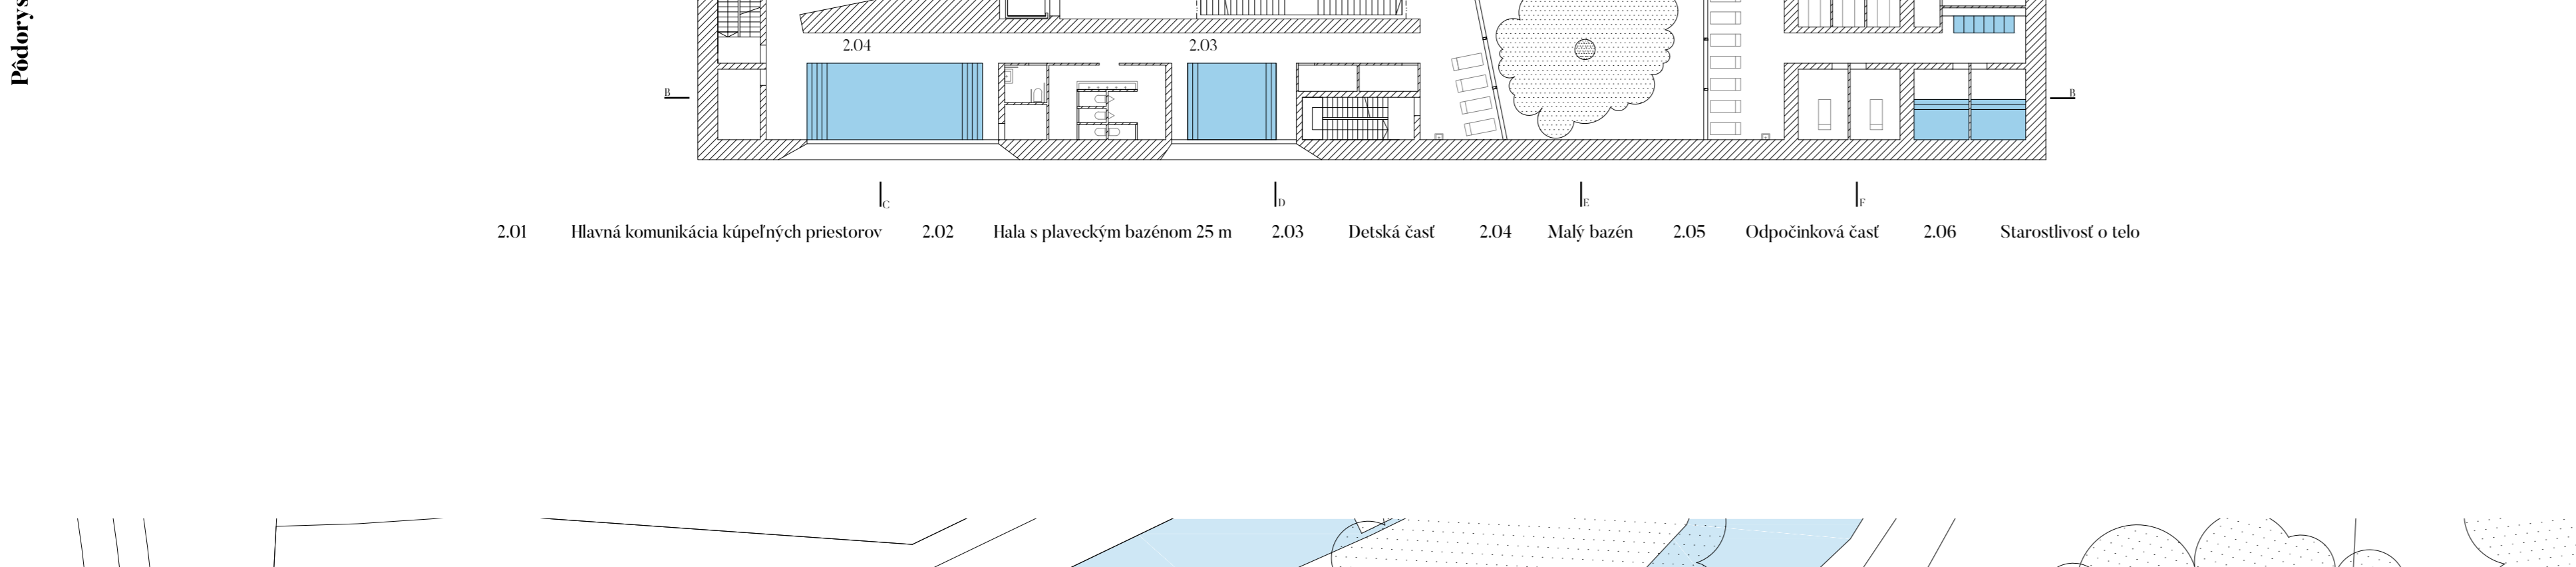 Pôdorys
2.04
2.03
B
B
C
D
E
F
2.01 Hlavná komunikácia kúpeľných priestorov 2.02 Hala s plaveckým bazénom 25 m 2.03 Detská časť 2.04 Malý bazén 2.05 Odpočinková časť 2.06 Starostlivosť o telo